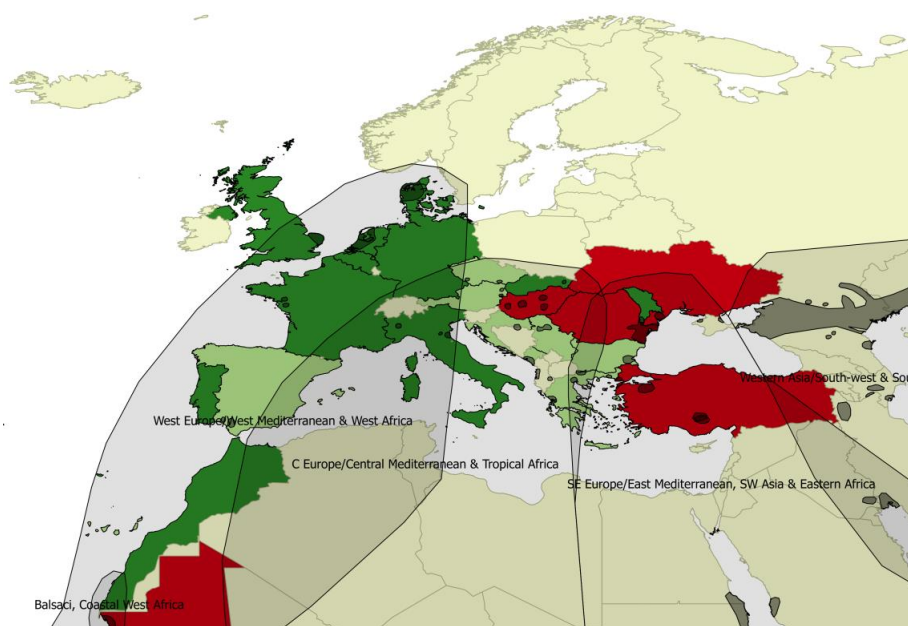 Western Asia/South-west & Sou
West Europe/West Mediterranean & West Africa
C Europe/Central Mediterranean & Tropical Africa
SE Europe/East Mediterranean, SW Asia & Eastern Africa
Balsaci, Coastal West Africa